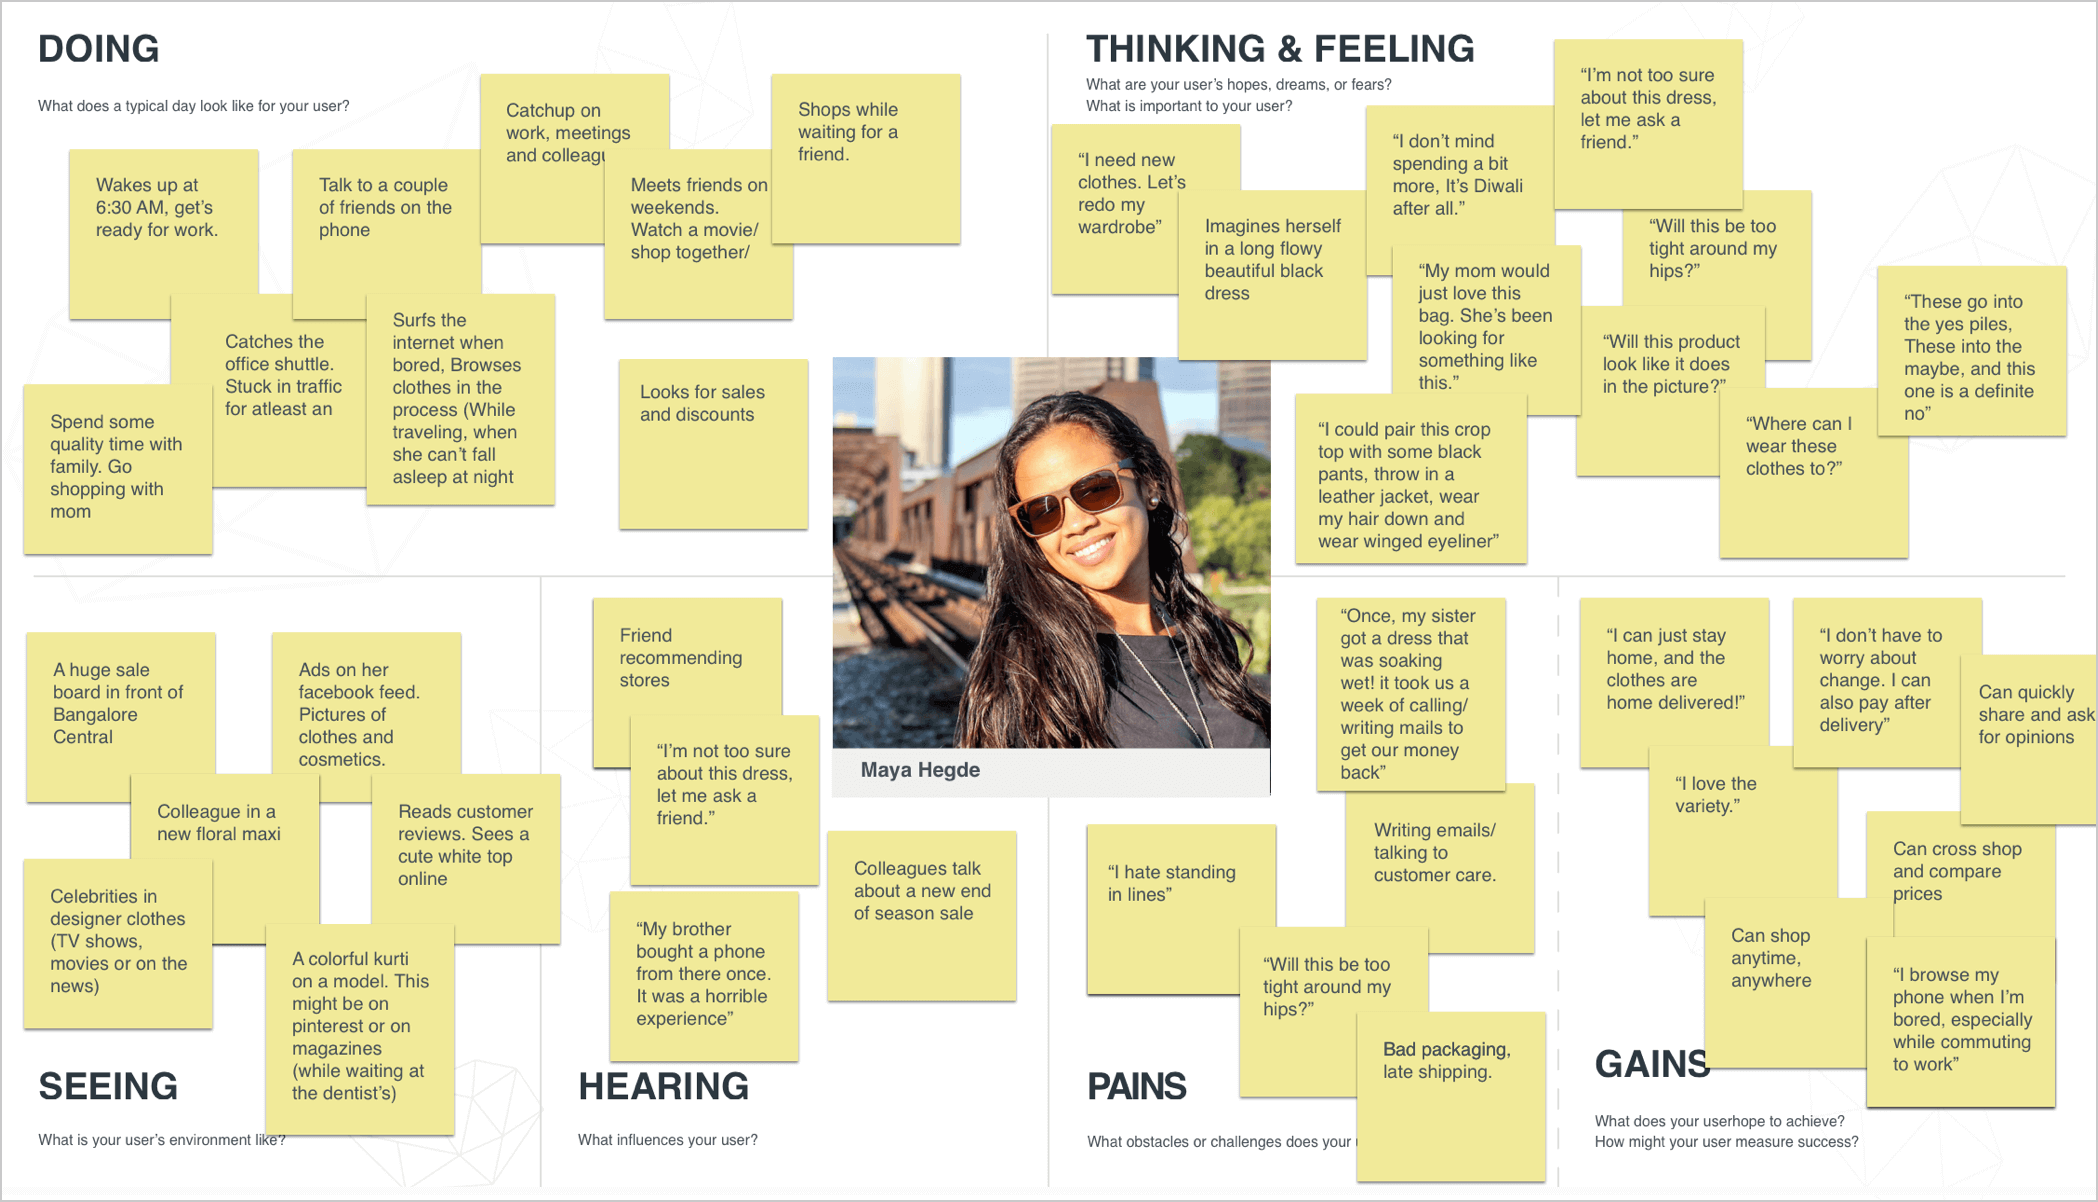 DOING
What does a typical day look like for your user?
Wakes up at
6:30 AM, get’s
ready for work.
Talk to a couple
of friends on the
phone
Catchup on
work, meetings
and
Meets friends on
weekends.
Watch a movie/
shop together/
Shops while
waiting for a
friend.
Spend some
quality time with
family. Go
shopping with
mom
Catches the
office shuttle.
Stuck in traffic
for atleast an
Surfs the
internet when
bored, Browses
clothes in the
process (While
traveling, when
she can’t fall
asleep at night
Looks for sales
and discounts
THINKING & FEELING
What are your user’s hopes, dreams, or fears?
What is important to your user?
“I need new
clothes. Let’s
redo my
wardrobe”
Imagines herself
in a long flowy
beautiful black
dress
“I don’t mind
spending a bit
more, It’s Diwali
after all.”
“I’m not too sure
about this dress,
let me ask a
friend.”
“My mom would
just love this
bag. She’s been
looking for
something like
this.”
“Will this be too
tight around my
hips?”
“Will this product
look like it does
in the picture?”
“Where can I
wear these
clothes to?”
“These go into
the yes piles,
These into the
maybe, and this
one is a definite
no”
“I could pair this crop
top with some black
pants, throw in a
leather jacket, wear
my hair down and
wear winged eyeliner”
Maya Hegde
A huge sale
board in front of
Bangalore
Central
Ads on her
facebook feed.
Pictures of
clothes and
cosmetics.
Colleague in a
new floral maxi
Reads customer
reviews. Sees a
cute white top
online
Celebrities in
designer clothes
(TV shows,
movies or on the
news)
A colorful kurti
on a model. This
might be on
pinterest or on
magazines
(while waiting at
the dentist’s)
SEEING
What is your user’s environment like?
Friend
recommending
stores
“I’m not too sure
about this dress,
let me ask a
friend.”
“My brother
bought a phone
from there once.
It was a horrible
experience”
Colleagues talk
about a new end
of season sale
HEARING
What influences your user?
“Once, my sister
got a dress that
was soaking
wet! it took us a
week of calling/
writing mails to
get our money
back”
“I hate standing
in lines”
Writing emails/
talking to
customer care.
“Will this be too
tight around my
hips?”
Bad packaging,
late shipping.
PAINS
What obstacles or challenges does your
“I can just stay
home, and the
clothes are
home delivered!”
“I don’t have to
worry about
change. I can
also pay after
delivery”
Can quickly
share and ask
for opinions
“I love the
variety.”
Can cross shop
and compare
prices
Can shop
anytime,
anywhere
“I browse my
phone when I’m
bored, especially
while commuting
to work”
GAINS
What does your userhope to achieve?
How might your user measure success?